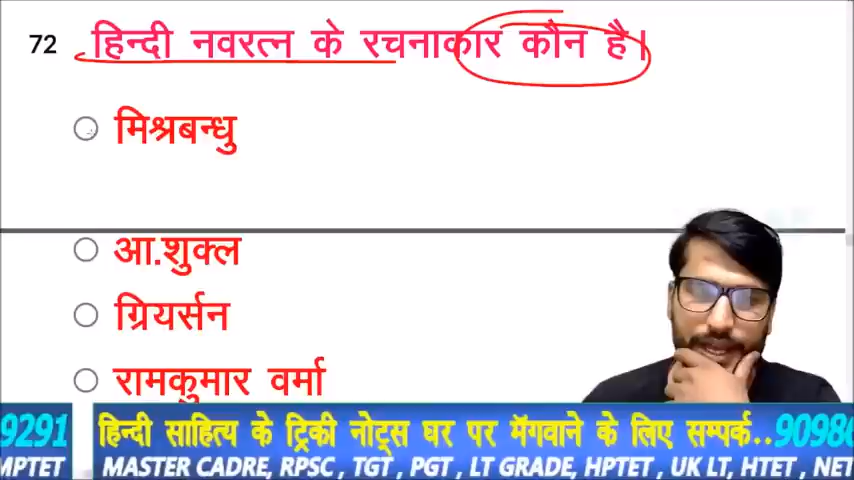 72 हिन्दी नवरत्न के रचनाकार कौन है।
मिश्रबन्धु
आ.शुक्ल
ग्रियर्सन
रामकुमार वर्मा
9291 हिन्दी साहित्य के ट्रिकी नोट्स घर पर मॅगवाने के लिए सम्पर्क..90986
MPTET MASTER CADRE, RPSC, TGT, PGT, LT GRADE, HPTET, UK LT, HTET, NET